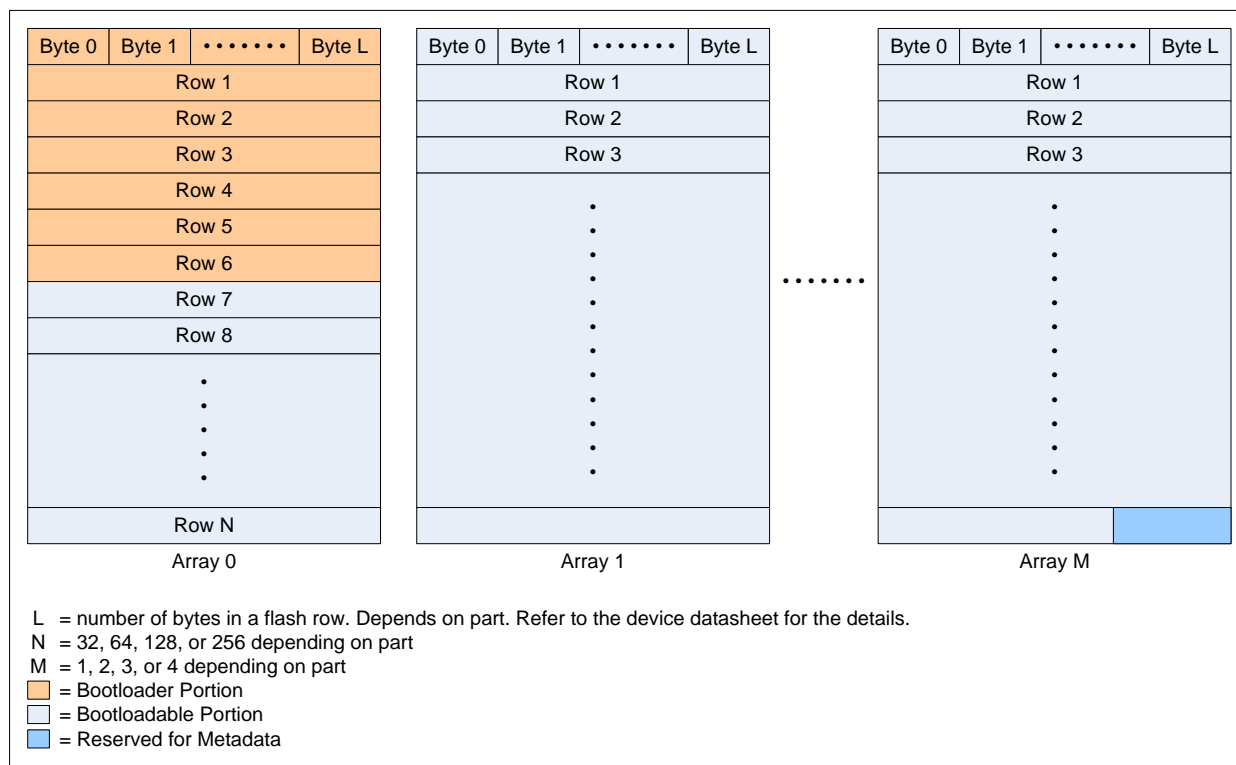 Byte 0 Byte 1 ••••••• Byte L
Row 1
Row 2
Row 3
Row 4
Row 5
Row 6
Row 7
Row 8
Row N
Array 0
Byte 0 Byte 1 ••••••• Byte L
Row 1
Row 2
Row 3
Array 1
•••••••
Byte 0 Byte 1 ••••••• Byte L
Row 1
Row 2
Row 3
Array M
L = number of bytes in a flash row. Depends on part. Refer to the device datasheet for the details.
N = 32, 64, 128, or 256 depending on part
M = 1, 2, 3, or 4 depending on part
= Bootloader Portion
= Bootloadable Portion
= Reserved for Metadata